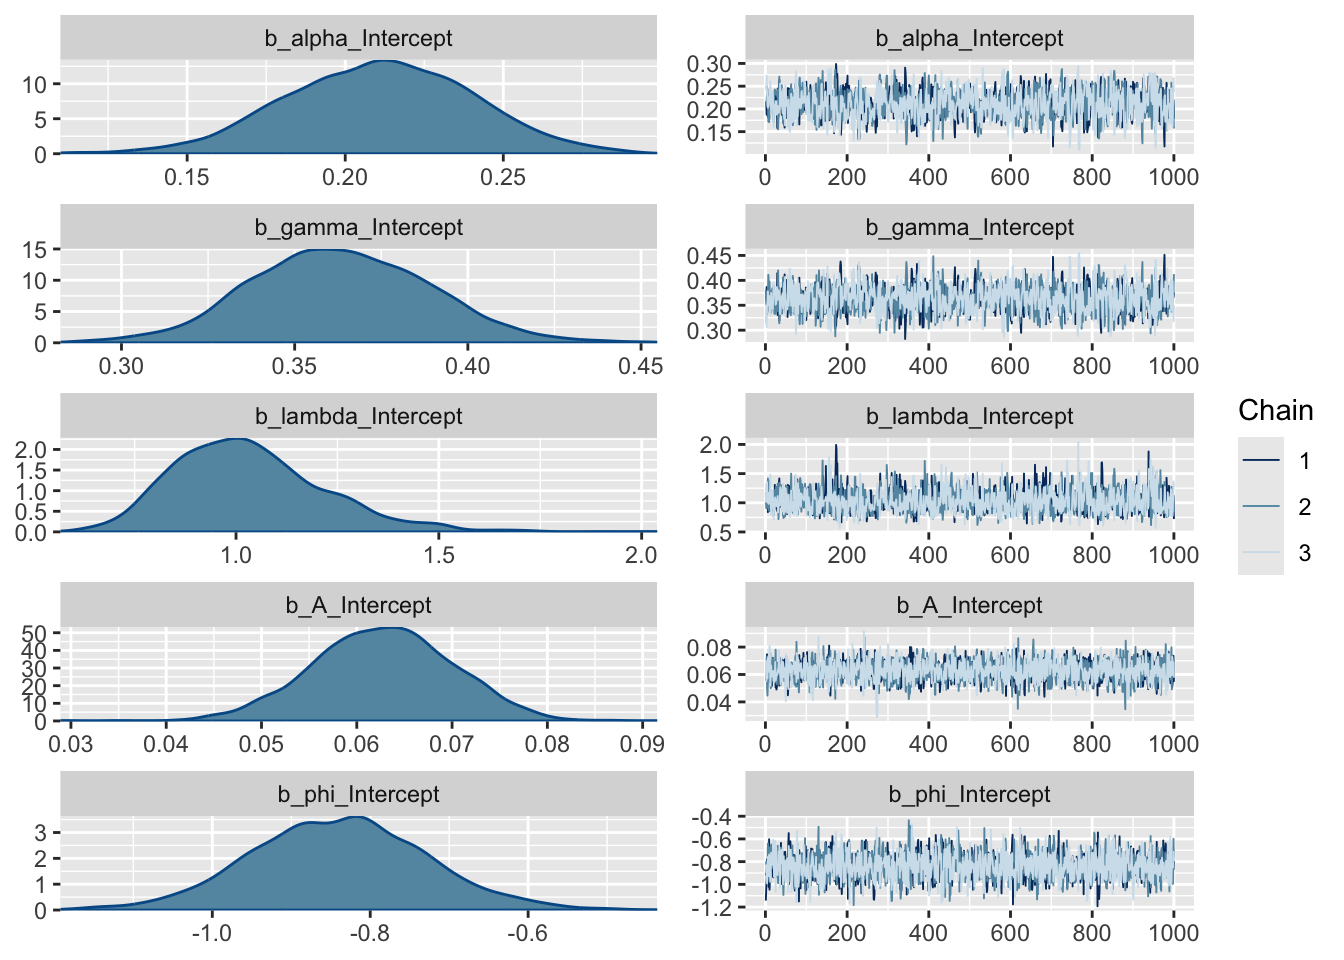 b_alpha_Intercept
10
5
0
0.15 0.20 0.25
b_alpha_Intercept
0.30
0.25
0.20
0.15
0 200 400 600 800 1000
b_gamma_Intercept
15
10
5
0
0.30 0.35 0.40 0.45
b_gamma_Intercept
0.45
0.40
0.35
0.30
0 200 400 600 800 1000
b_lambda_Intercept
2.0
1.5
1.0
0.5
0.0
1.0 1.5 2.0
b_lambda_Intercept
2.0
1.5
1.0
0.5
0 200 400 600 800 1000
b_A_Intercept
50
40
30
20
10
0
0.03 0.04 0.05 0.06 0.07 0.08 0.09
b_A_Intercept
0.08
0.06
0.04
0 200 400 600 800 1000
b_phi_Intercept
3
2
1
0
-1.0 -0.8 -0.6
b_phi_Intercept
-0.4
-0.6
-0.8
-1.0
-1.2
0 200 400 600 800 1000
Chain
1
2
3